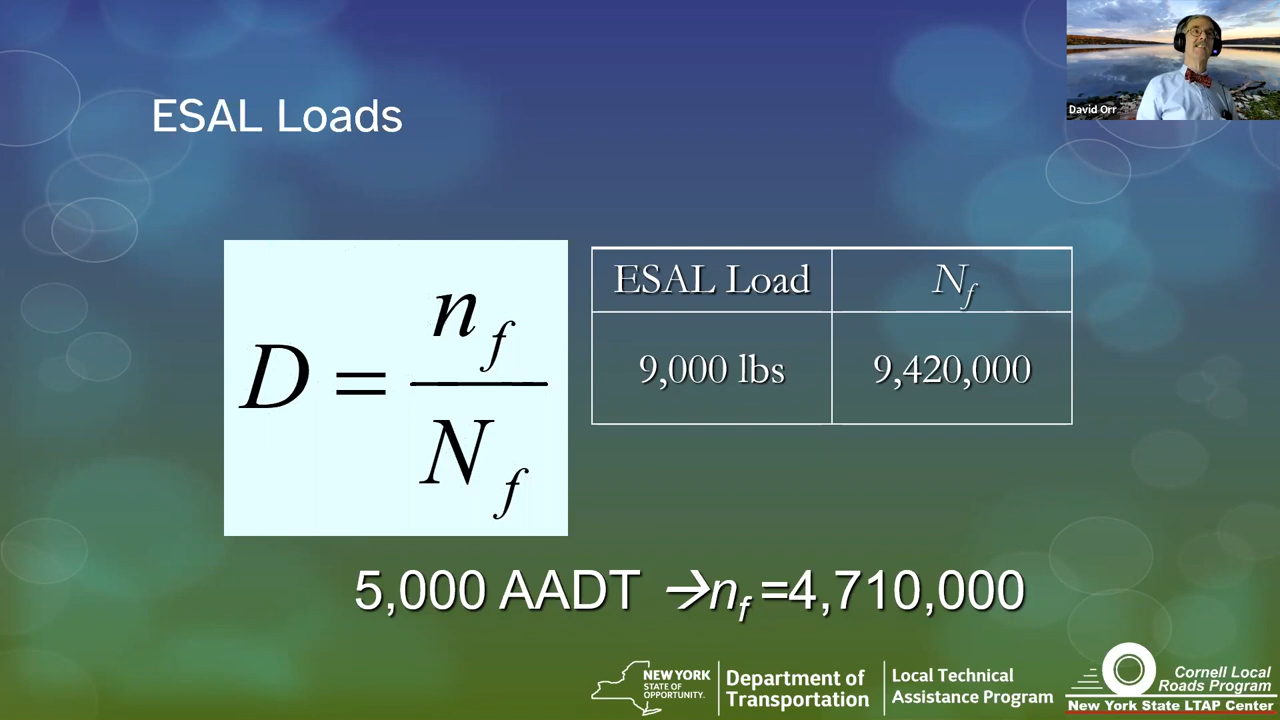 David Orr
ESAL Loads
D = n_f / N_f
ESAL Load N_f
9,000 lbs 9,420,000
5,000 AADT →n_f =4,710,000
NEW YORK
STATE OF
OPPORTUNITY.
Department of
Transportation
Local Technical
Assistance Program
Cornell Local
Roads Program
New York State LTAP Center